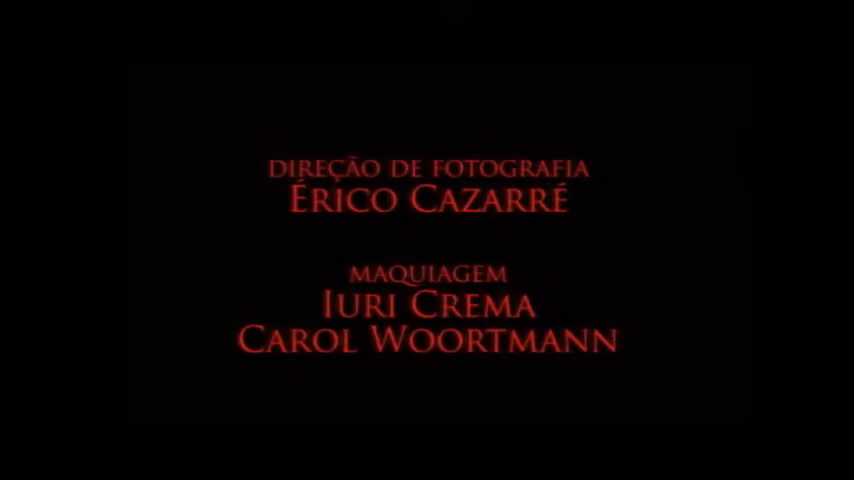 DIREÇÃO DE FOTOGRAFIA
ÉRICO CAZARRÉ
MAQUIAGEM
IURI CREMA
CAROL WOORTMANN